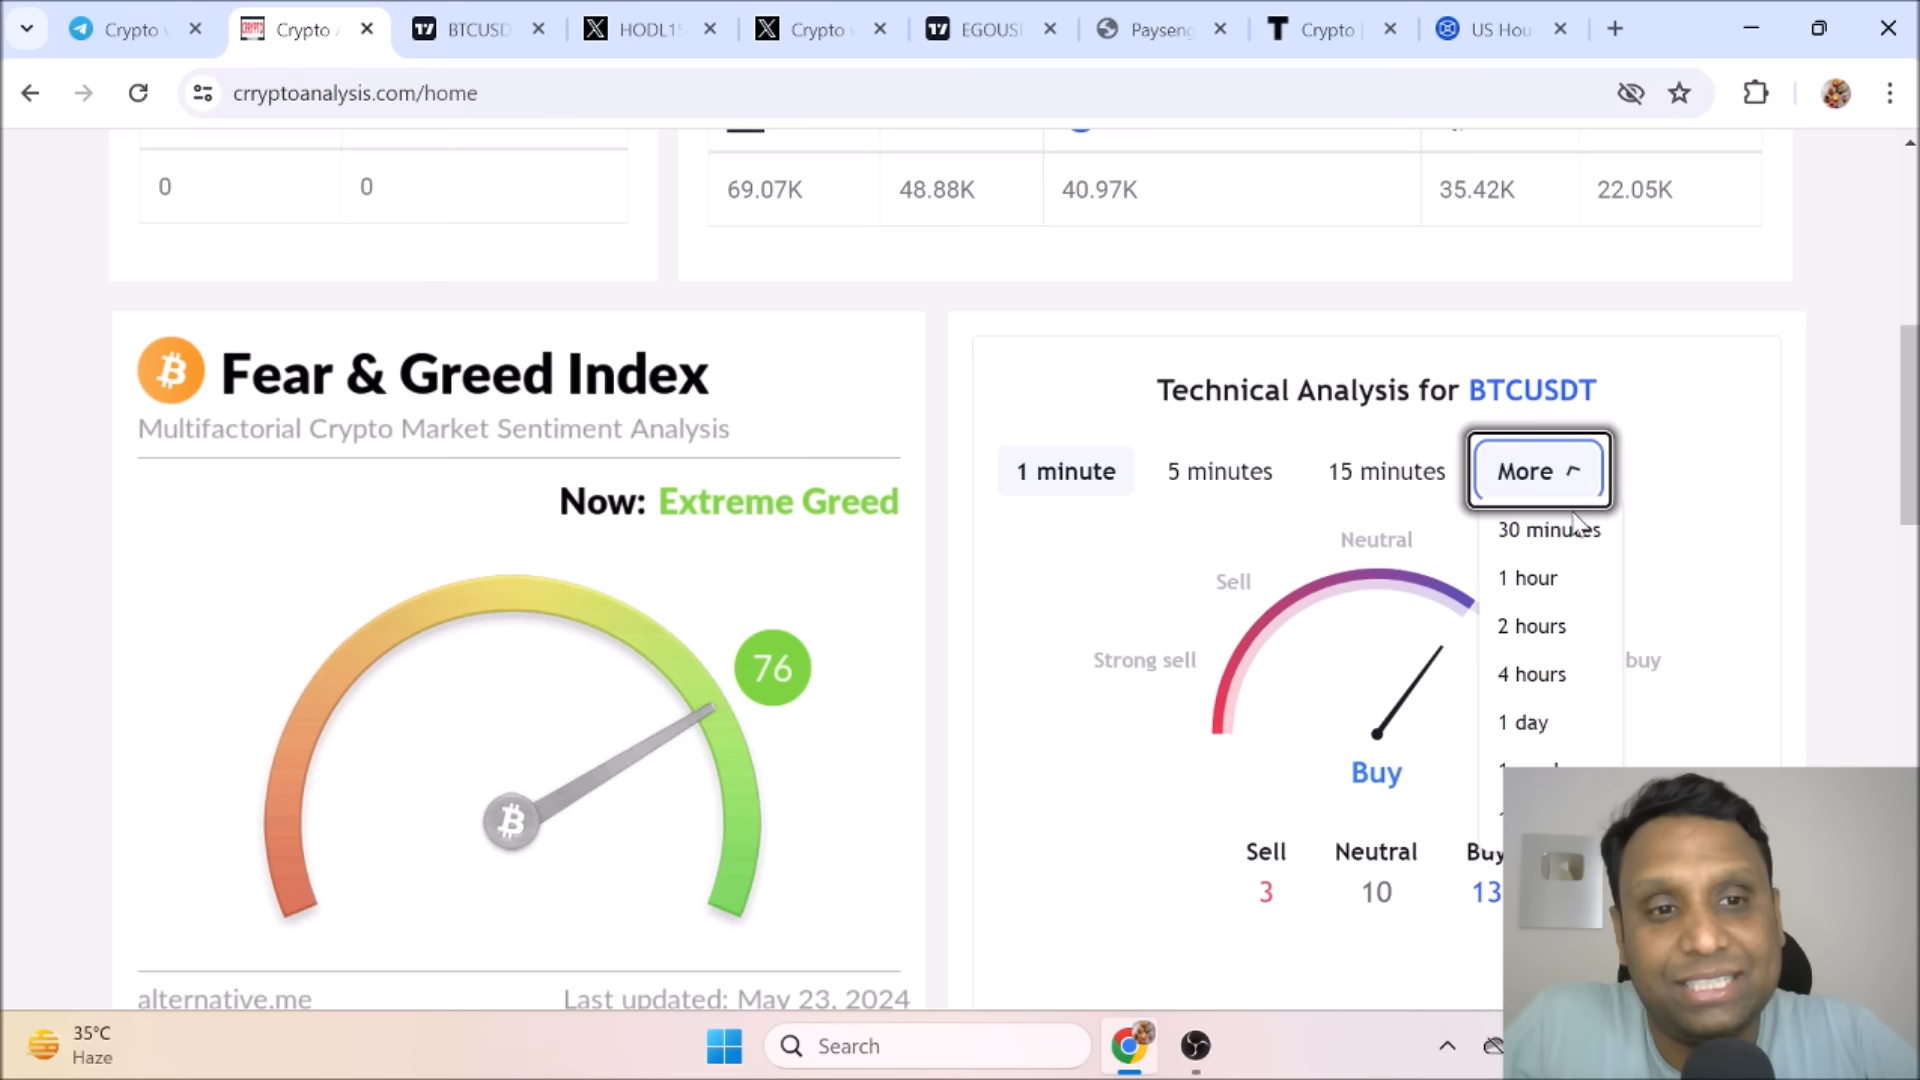 Crypto
Crypto
BTCUSD
HODL15
Crypto
EGOUSI
Payseng
Crypto
US Hou
crryptoanalysis.com/home
0 0
69.07K 48.88K 40.97K 35.42K 22.05K
Fear & Greed Index
Multifactorial Crypto Market Sentiment Analysis
Now: Extreme Greed
76
alternative.me Last updated: May 23, 2024
Technical Analysis for BTCUSDT
1 minute 5 minutes 15 minutes More
30 minutes
1 hour
2 hours
4 hours
1 day
Neutral
Sell
Strong sell
buy
Buy
Sell Neutral Buy
3 10 13
35°C
Haze
Search